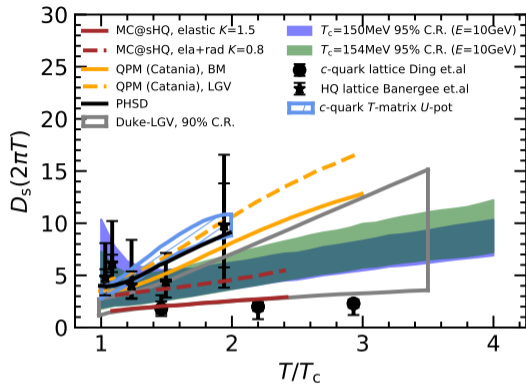 MC@sHQ, elastic K=1.5
MC@sHQ, ela+rad K=0.8
QPM (Catania), BM
QPM (Catania), LGV
PHSD
Duke-LGV, 90% C.R.
T_c=150MeV 95% C.R. (E=10GeV)
T_c=154MeV 95% C.R. (E=10GeV)
c-quark lattice Ding et.al
HQ lattice Banergee et.al
c-quark T-matrix U-pot
D_s(2πT)
30
25
20
15
10
5
0
1 2 3 4
T/T_c